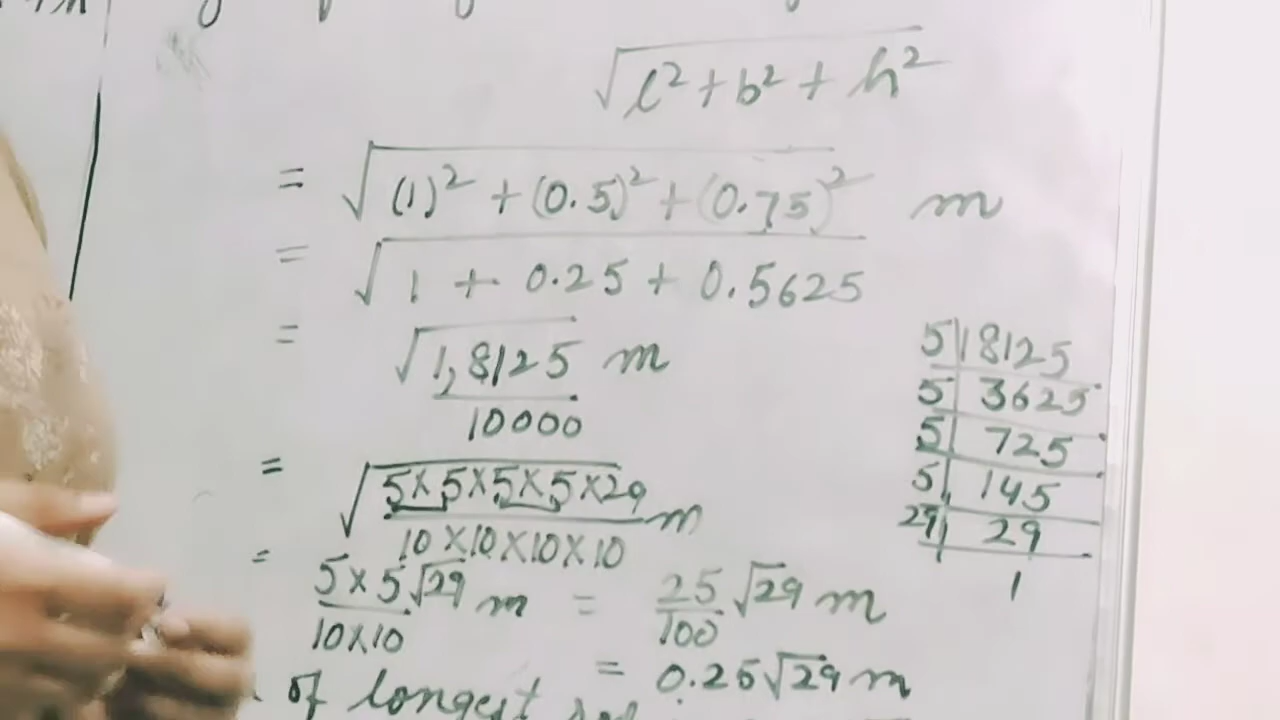 √l² + b² + h²
= √(1)² + (0.5)² + (0.75)² m
= √1 + 0.25 + 0.5625
= √1,8125/10000 m
= √5×5×5×5×29/10×10×10×10 m
= 5×5√29/10×10 m = 25/100 √29 m
= 0.25√29 m
of longest
5|18125
5|3625
5|725
5|145
29|29
1